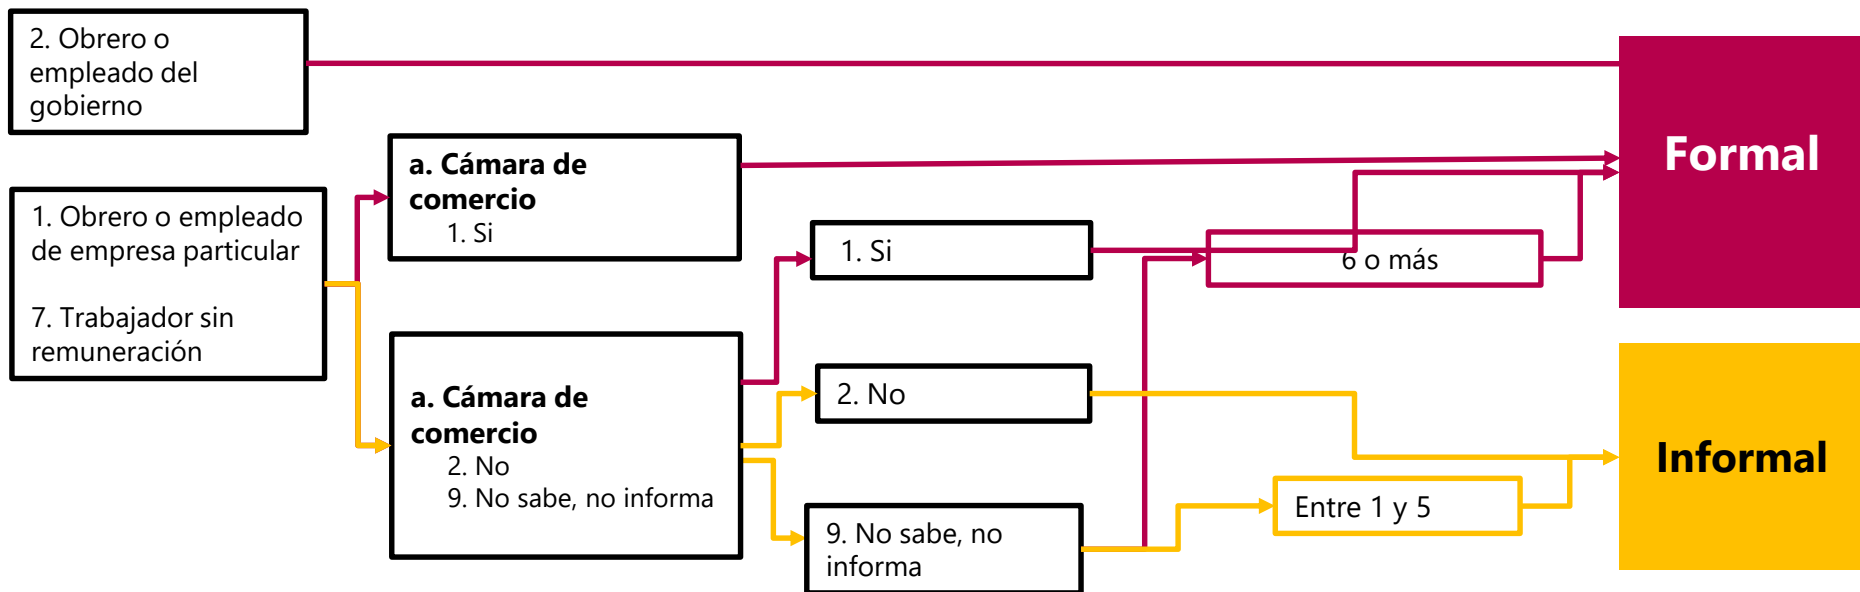 2. Obrero o
empleado del
gobierno
1. Obrero o empleado
de empresa particular
7. Trabajador sin
remuneración
a. Cámara de
comercio
1. Si
a. Cámara de
comercio
2. No
9. No sabe, no informa
1. Si
2. No
9. No sabe, no
informa
6 o más
Entre 1 y 5
Formal
Informal